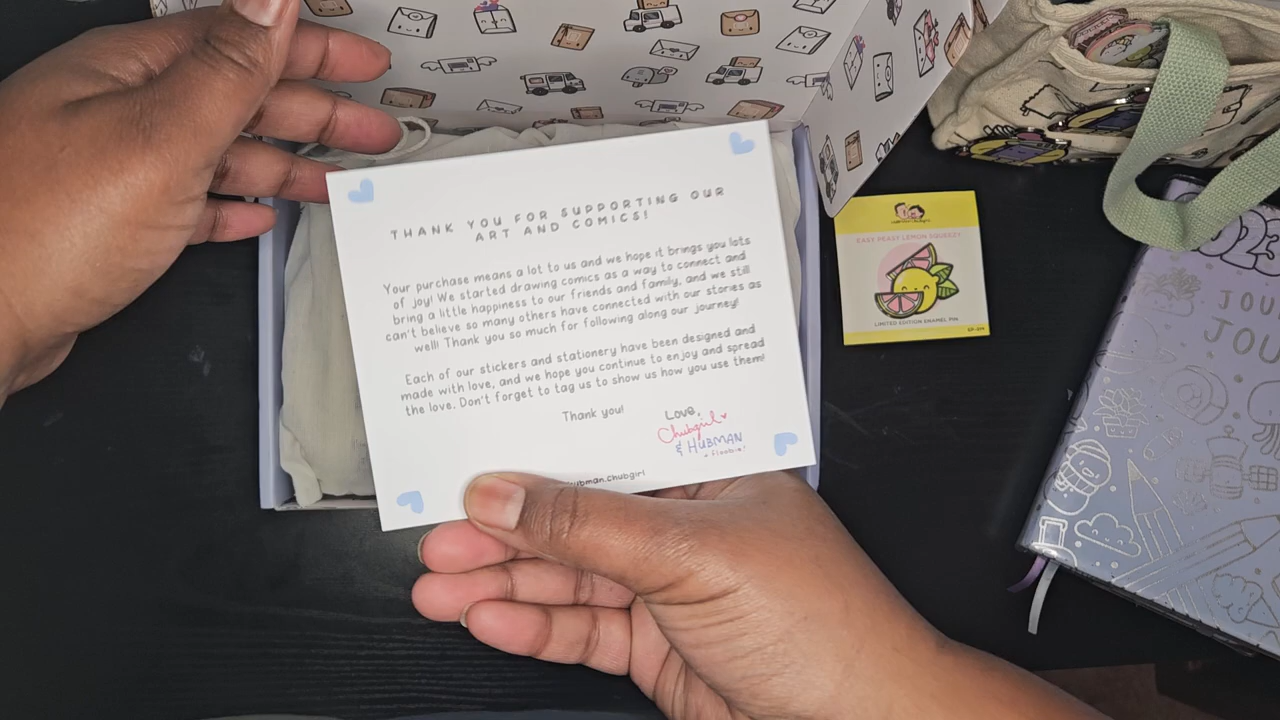 THANK YOU FOR SUPPORTING OUR
ART AND COMICS!
Your purchase means a lot to us and we hope it brings you lots
of joy! We started drawing comics as a way to connect and
bring a little happiness to our friends and family, and we still
can't believe so many others have connected with our stories as
well! Thank you so much for following along our journey!
Each of our stickers and stationery have been designed and
made with love, and we hope you continue to enjoy and spread
the love. Don't forget to tag us to show us how you use them!
Thank you!
Love,
Chubgirl
& HUBMAN
+ floobie!
hubman.chubgirl
EASY PEASY LEMON SQUEEZY
LIMITED EDITION ENAMEL PIN
2023
JOU
JOU